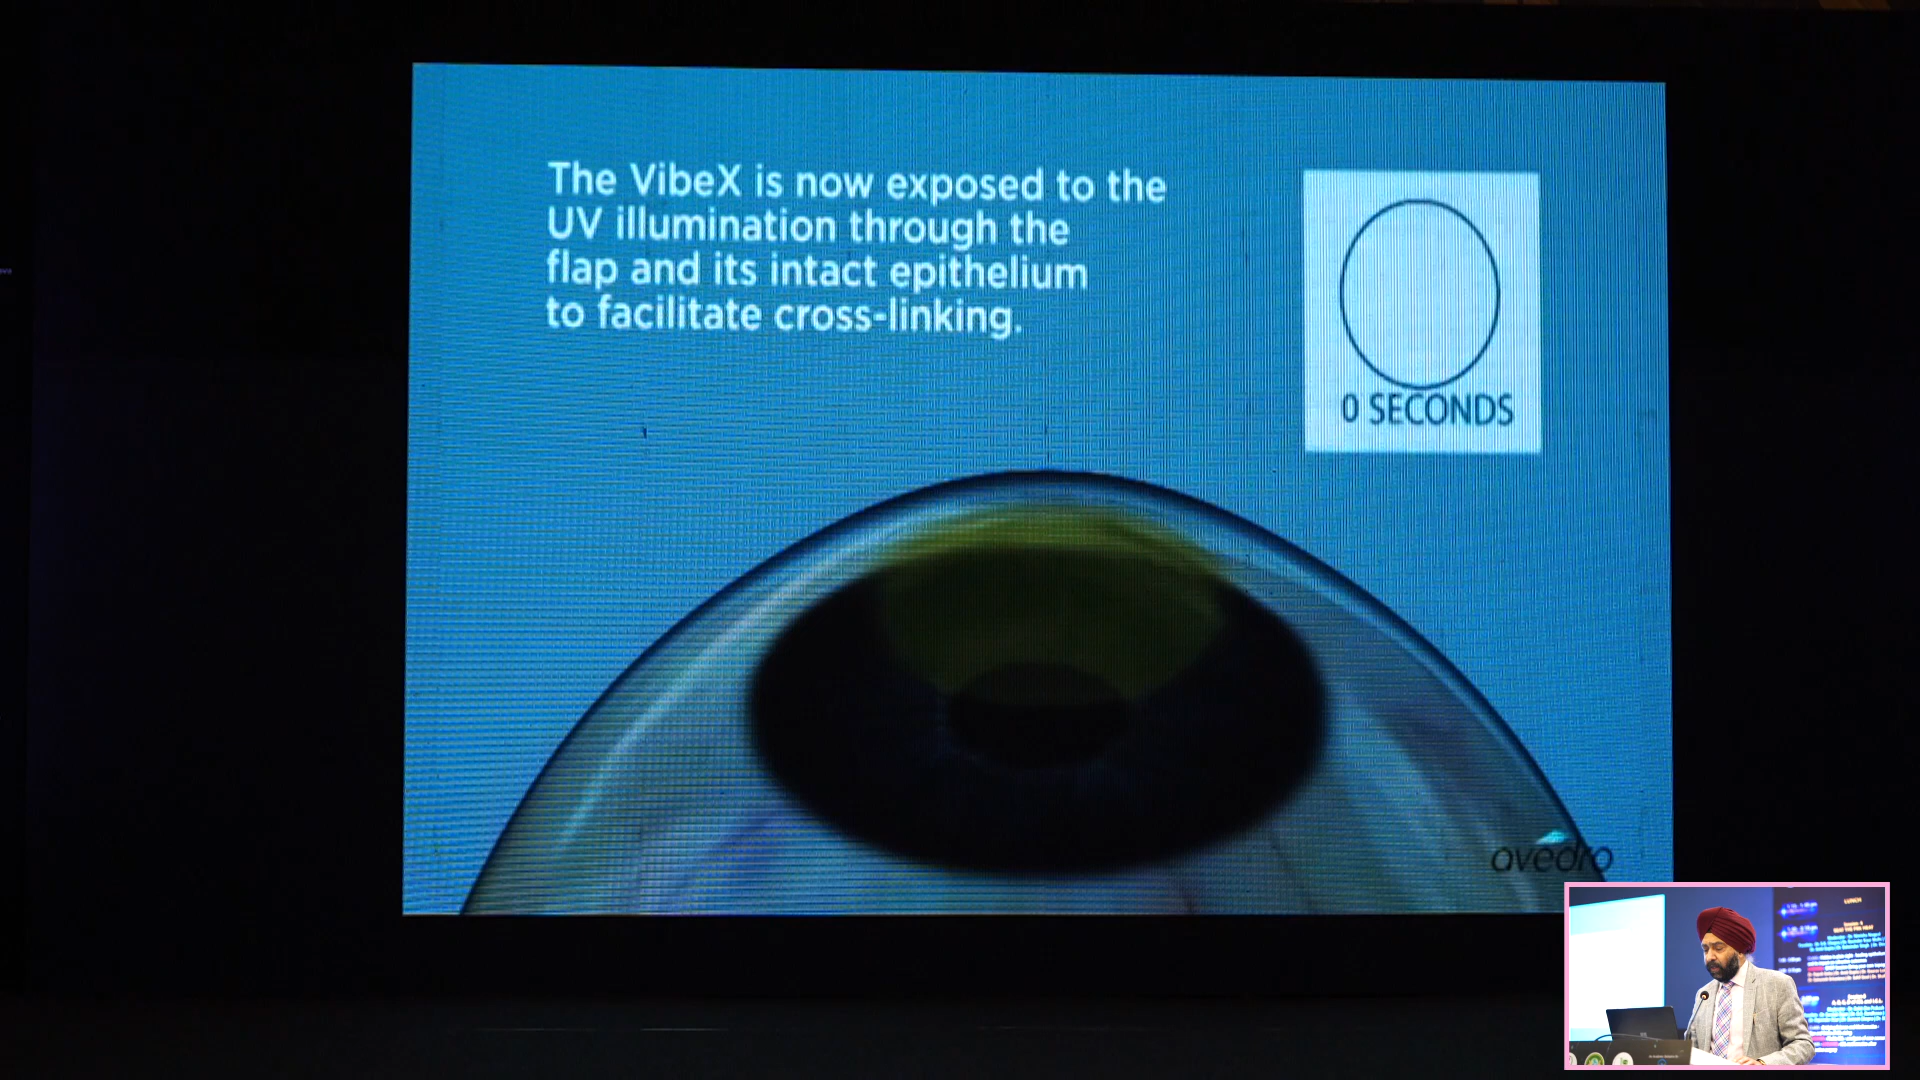 The VibeX is now exposed to the
UV illumination through the
flap and its intact epithelium
to facilitate cross-linking.
0 SECONDS
avedro
LUNCH